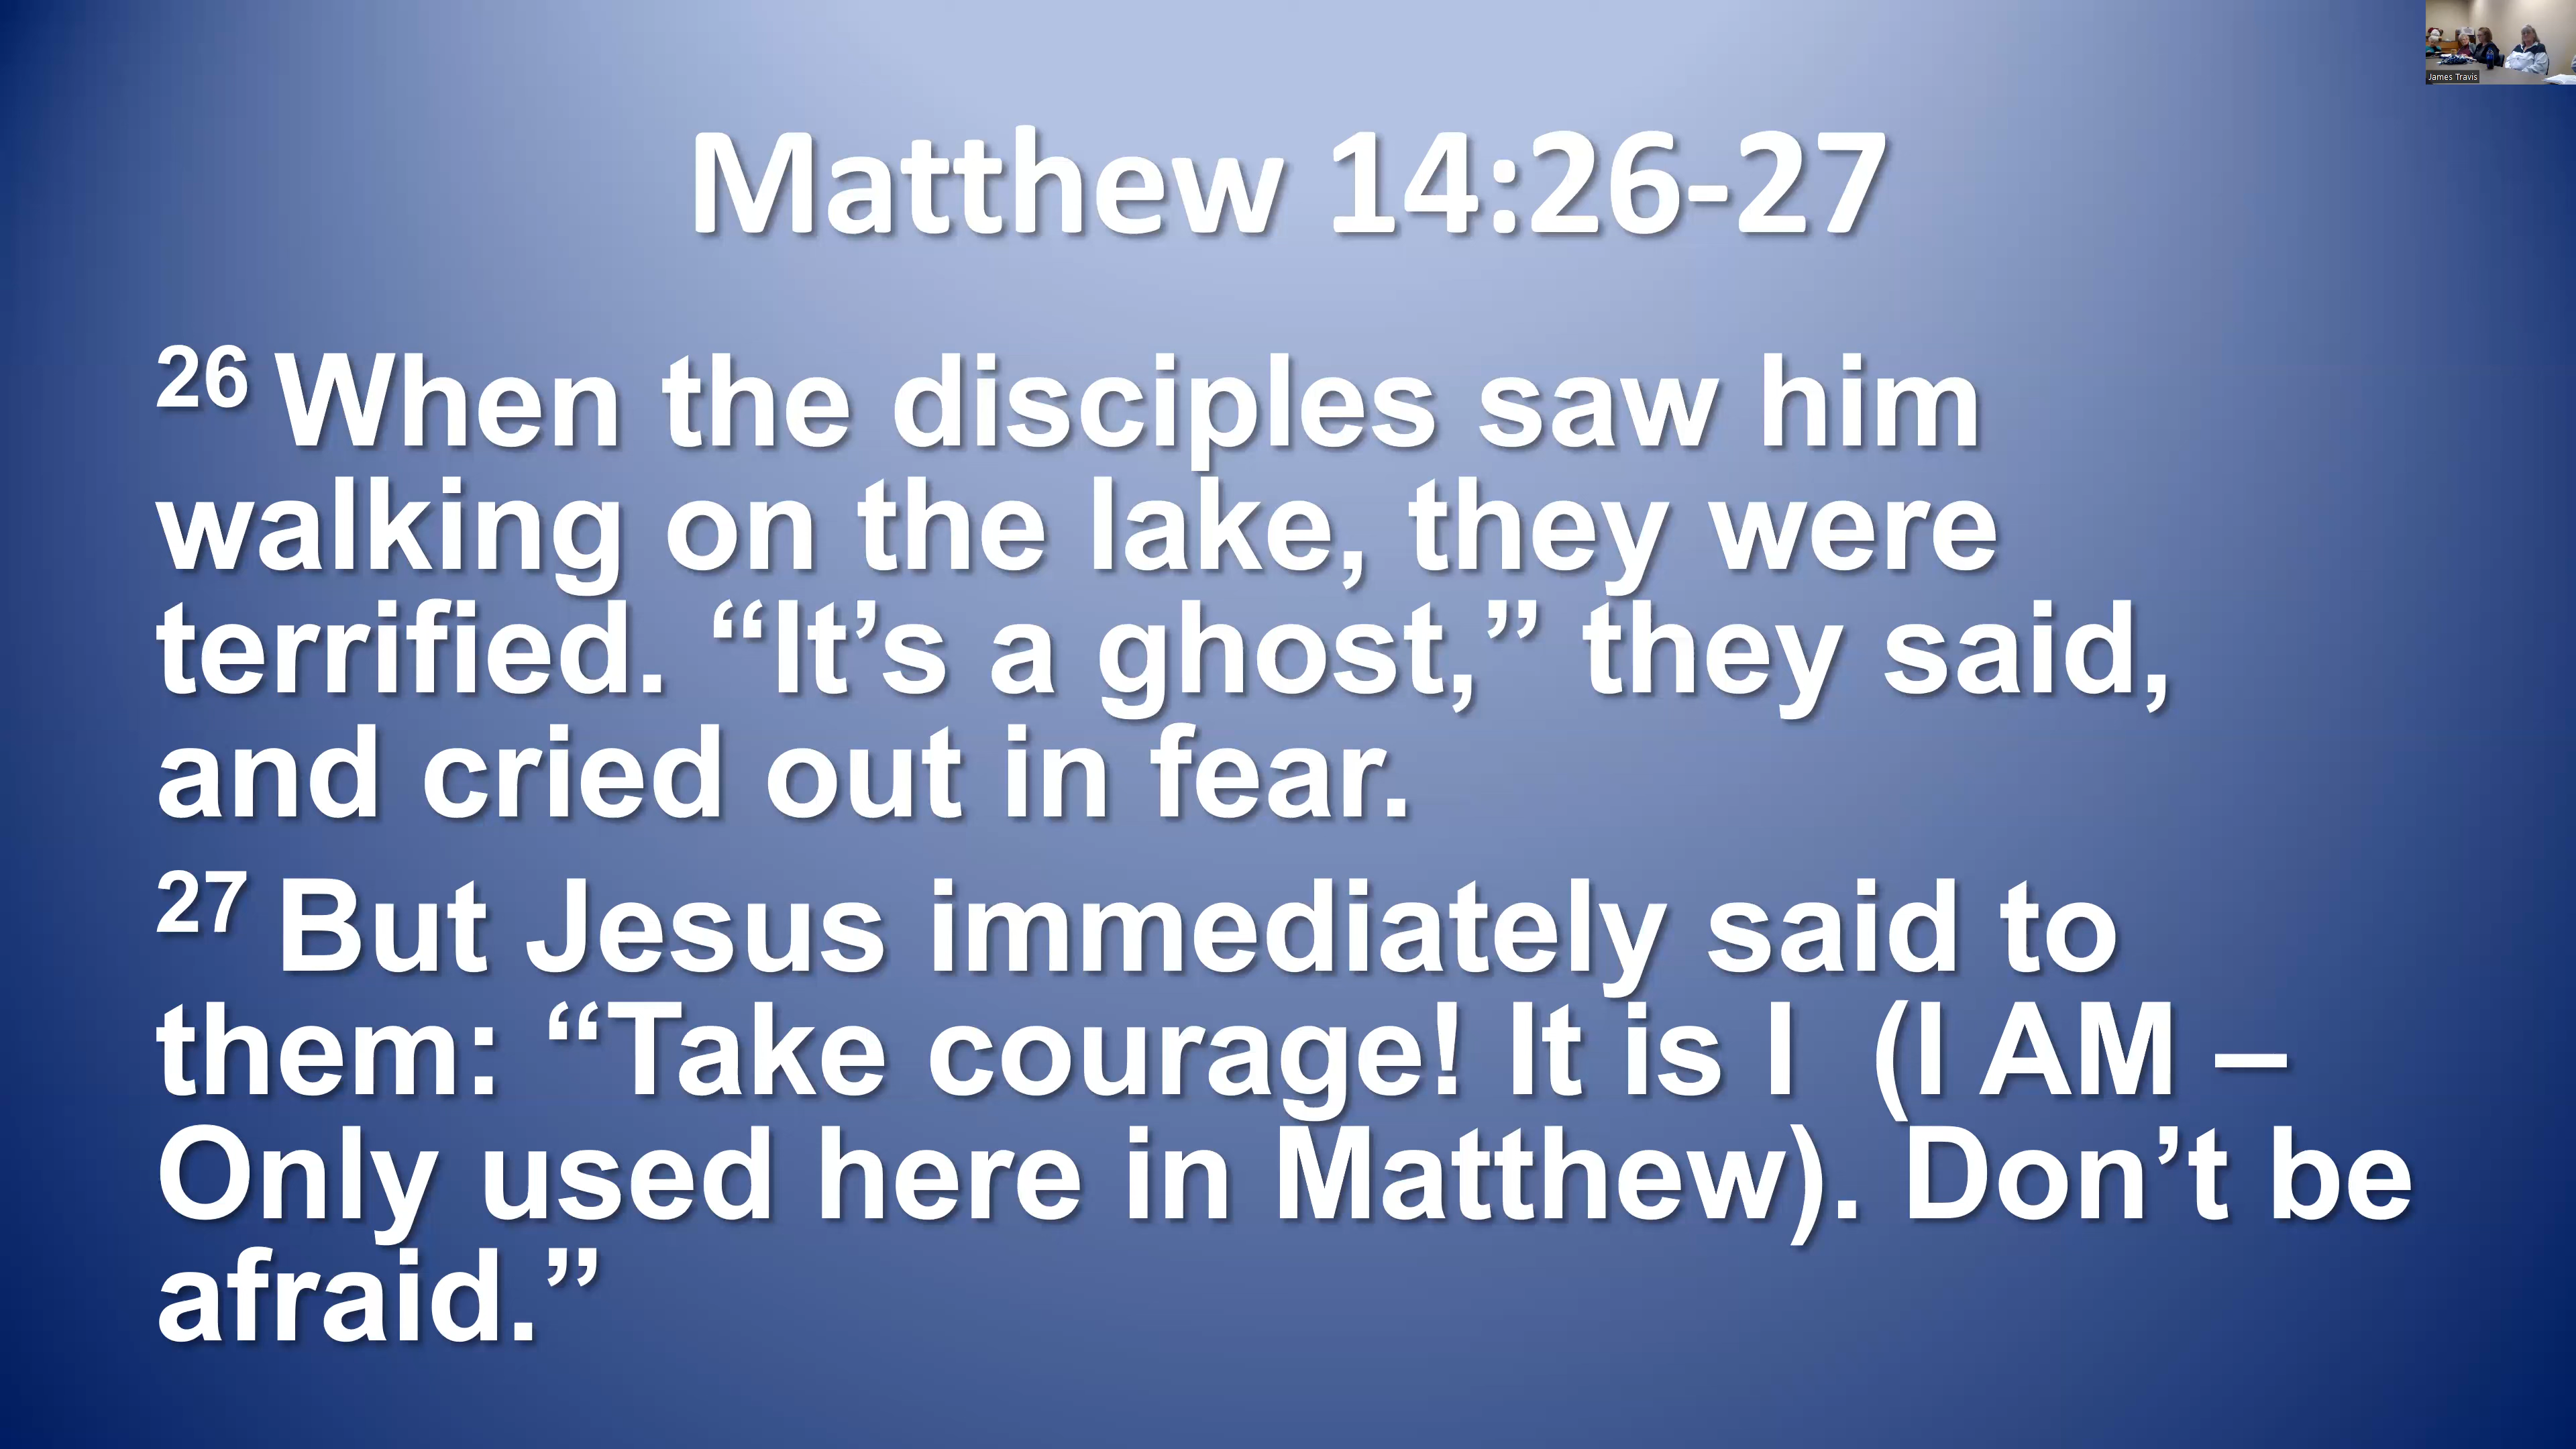 James Travis
Matthew 14:26-27
26 When the disciples saw him
walking on the lake, they were
terrified. “It’s a ghost,” they said,
and cried out in fear.
27 But Jesus immediately said to
them: “Take courage! It is I  (I AM –
Only used here in Matthew). Don’t be
afraid.”